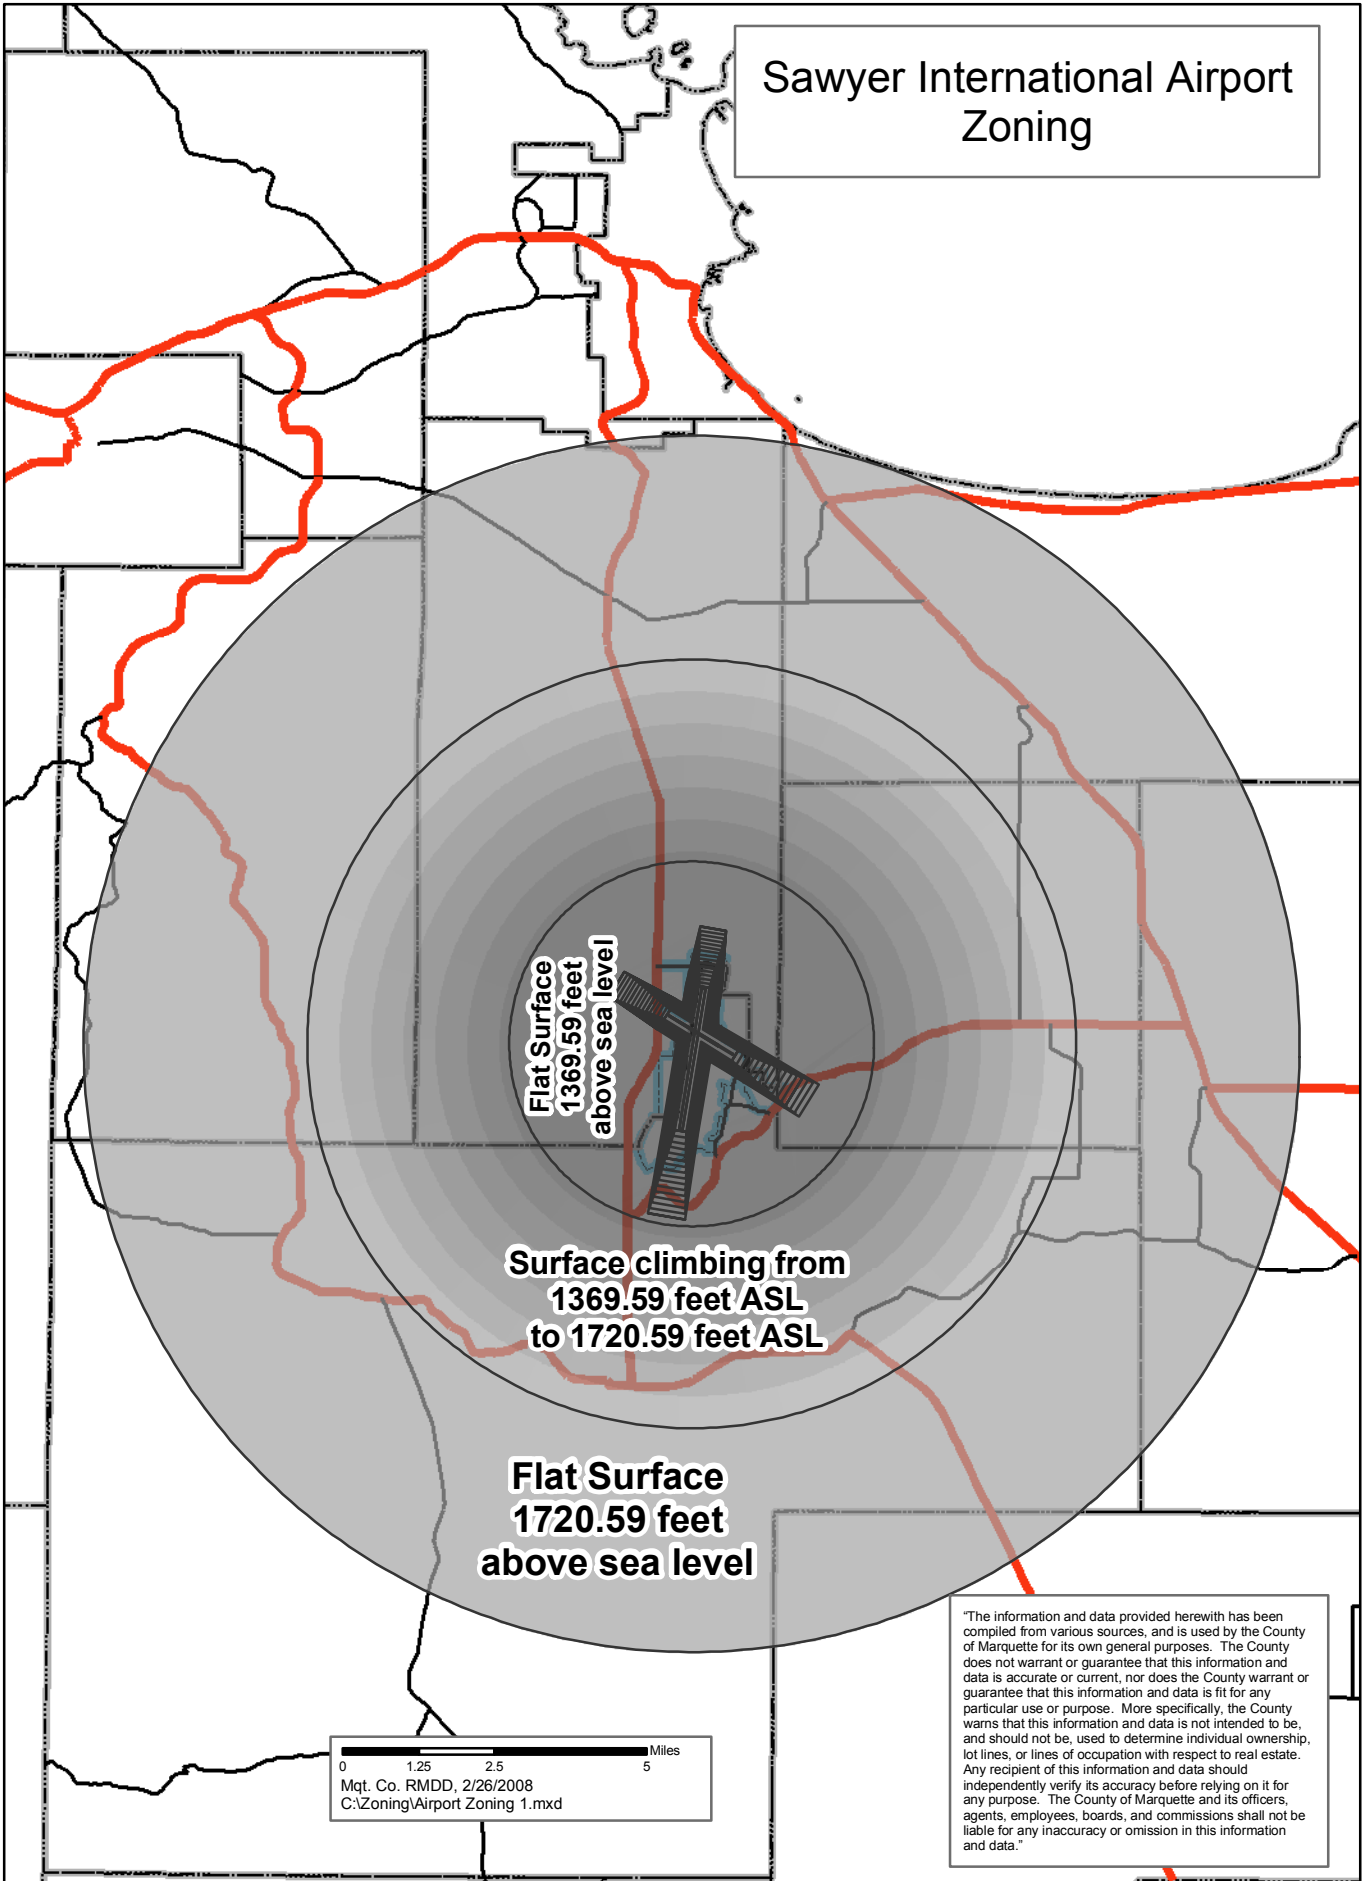 Sawyer International Airport
Zoning
Flat Surface
1369.59 feet
above sea level
Surface climbing from
1369.59 feet ASL
to 1720.59 feet ASL
Flat Surface
1720.59 feet
above sea level
"The information and data provided herewith has been
compiled from various sources, and is used by the County
of Marquette for its own general purposes. The County
does not warrant or guarantee that this information and
data is accurate or current, nor does the County warrant or
guarantee that this information and data is fit for any
particular use or purpose. More specifically, the County
warns that this information and data is not intended to be,
and should not be, used to determine individual ownership,
lot lines, or lines of occupation with respect to real estate.
Any recipient of this information and data should
independently verify its accuracy before relying on it for
any purpose. The County of Marquette and its officers,
agents, employees, boards, and commissions shall not be
liable for any inaccuracy or omission in this information
and data."
Miles
0 1.25 2.5 5
Mqt. Co. RMDD, 2/26/2008
C:\Zoning\Airport Zoning 1.mxd